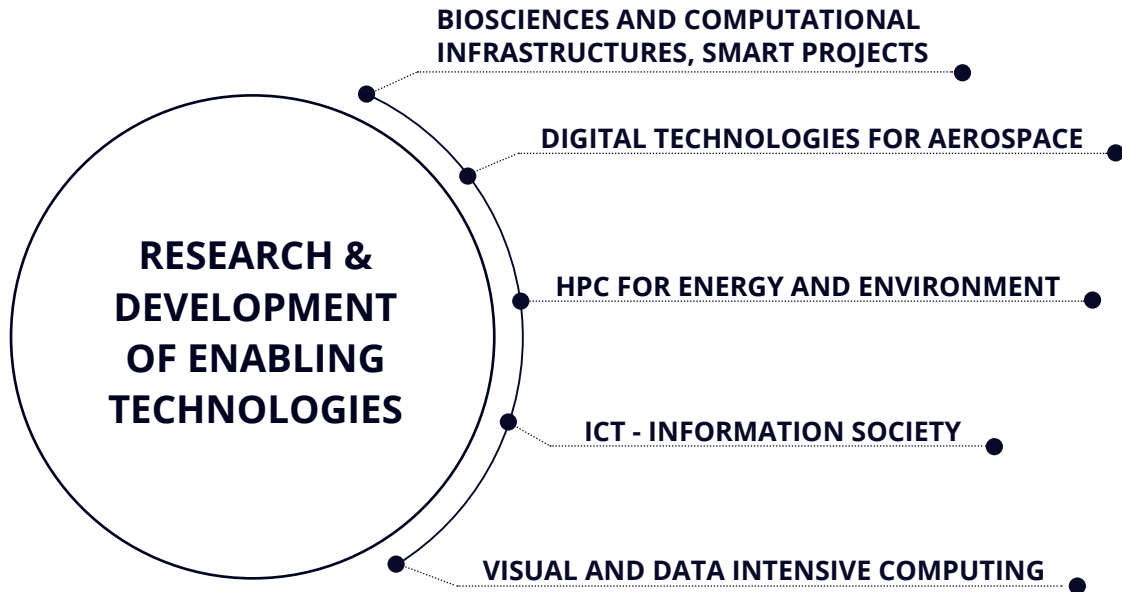 BIOSCIENCES AND COMPUTATIONAL
INFRASTRUCTURES, SMART PROJECTS
DIGITAL TECHNOLOGIES FOR AEROSPACE
RESEARCH &
DEVELOPMENT
OF ENABLING
TECHNOLOGIES
HPC FOR ENERGY AND ENVIRONMENT
ICT - INFORMATION SOCIETY
VISUAL AND DATA INTENSIVE COMPUTING